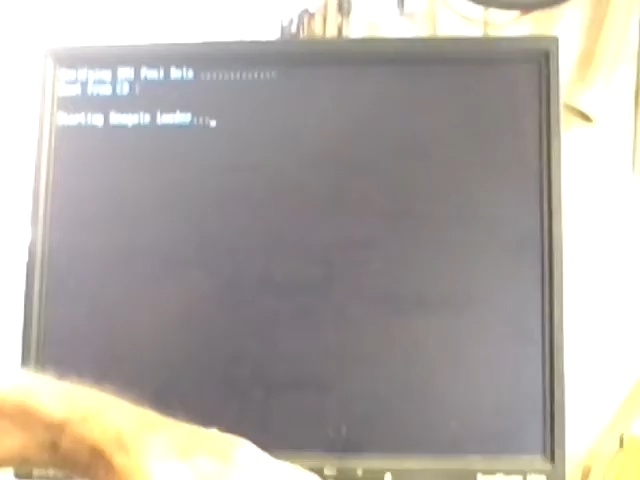 Verifying DMI Pool Data .............
Boot from CD :
Starting Loader...